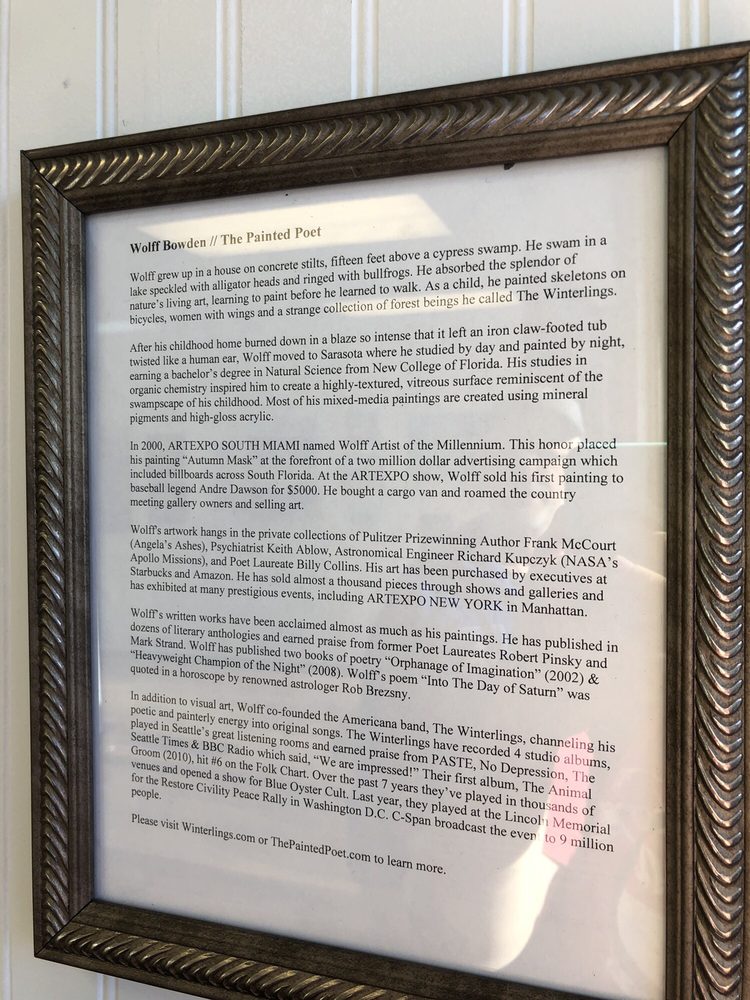 Wolff Bowden // The Painted Poet
Wolff grew up in a house on concrete stilts, fifteen feet above a cypress swamp. He swam in a
lake speckled with alligator heads and ringed with bullfrogs. He absorbed the splendor of
nature's living art, learning to paint before he learned to walk. As a child, he painted skeletons on
bicycles, women with wings and a strange collection of forest beings he called The Winterlings.
After his childhood home burned down in a blaze so intense that it left an iron claw-footed tub
twisted like a human ear, Wolff moved to Sarasota where he studied by day and painted by night,
earning a bachelor's degree in Natural Science from New College of Florida. His studies in
organic chemistry inspired him to create a highly-textured, vitreous surface reminiscent of the
swampscape of his childhood. Most of his mixed-media paintings are created using mineral
pigments and high-gloss acrylic.
In 2000, ARTEXPO SOUTH MIAMI named Wolff Artist of the Millennium. This honor placed
his painting "Autumn Mask" at the forefront of a two million dollar advertising campaign which
included billboards across South Florida. At the ARTEXPO show, Wolff sold his first painting to
baseball legend Andre Dawson for $5000. He bought a cargo van and roamed the country
meeting gallery owners and selling art.
Wolff's artwork hangs in the private collections of Pulitzer Prizewinning Author Frank McCourt
(Angela's Ashes), Psychiatrist Keith Ablow, Astronomical Engineer Richard Kupczyk (NASA's
Apollo Missions), and Poet Laureate Billy Collins. His art has been purchased by executives at
Starbucks and Amazon. He has sold almost a thousand pieces through shows and galleries and
has exhibited at many prestigious events, including ARTEXPO NEW YORK in Manhattan.
Wolff's written works have been acclaimed almost as much as his paintings. He has published in
dozens of literary anthologies and earned praise from former Poet Laureates Robert Pinsky and
Mark Strand. Wolff has published two books of poetry "Orphanage of Imagination" (2002) &
"Heavyweight Champion of the Night" (2008). Wolff's poem "Into The Day of Saturn" was
quoted in a horoscope by renowned astrologer Rob Brezsny.
In addition to visual art, Wolff co-founded the Americana band, The Winterlings, channeling his
poetic and painterly energy into original songs. The Winterlings have recorded 4 studio albums,
played in Seattle's great listening rooms and earned praise from PASTE, No Depression, The
Seattle Times & BBC Radio which said, "We are impressed!" Their first album, The Animal
Groom (2010), hit #6 on the Folk Chart. Over the past 7 years they've played in thousands of
venues and opened a show for Blue Oyster Cult. Last year, they played at the Lincoln Memorial
for the Restore Civility Peace Rally in Washington D.C. C-Span broadcast the event to 9 million
people.
Please visit Winterlings.com or ThePaintedPoet.com to learn more.